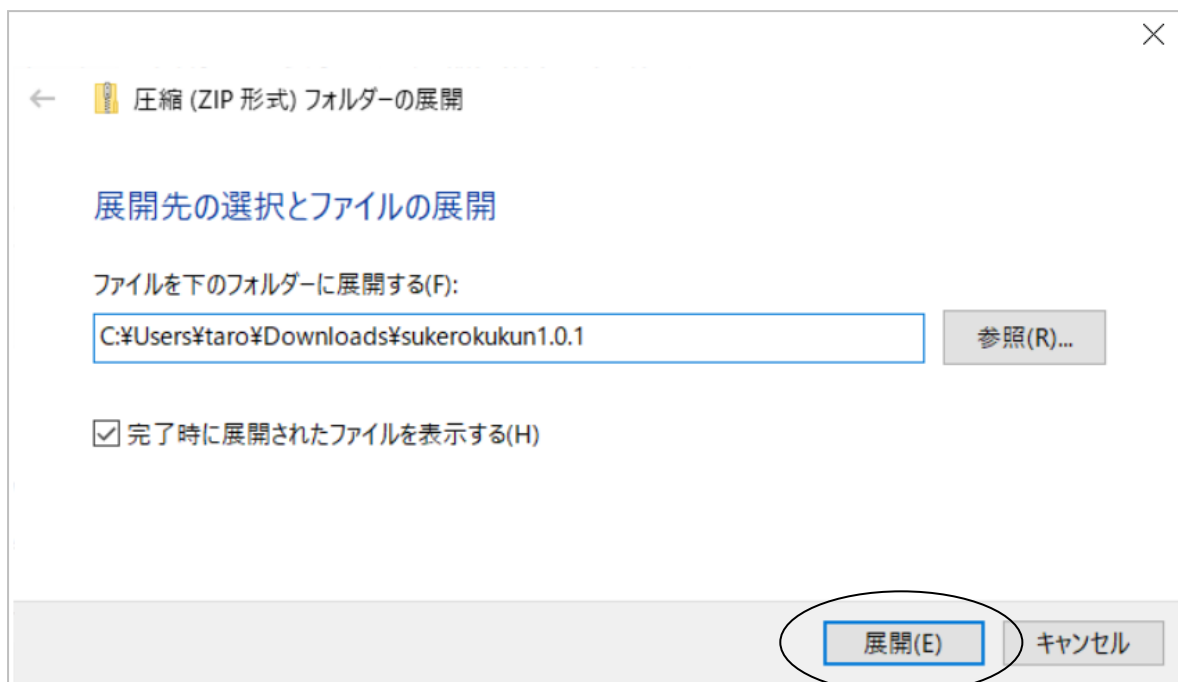 圧縮 (ZIP 形式) フォルダーの展開
展開先の選択とファイルの展開
ファイルを下のフォルダーに展開する(F):
C:¥Users¥taro¥Downloads¥sukerokukun1.0.1
参照(R)...
完了時に展開されたファイルを表示する(H)
展開(E)
キャンセル